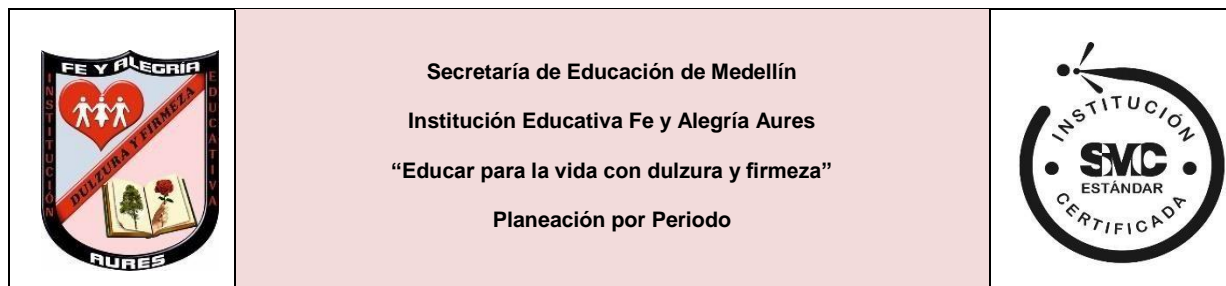 FE Y ALEGRÍA
INSTITUCIÓN
EDUCATIVA
DULZURA Y FIRMEZA
AURES
Secretaría de Educación de Medellín
Institución Educativa Fe y Alegría Aures
“Educar para la vida con dulzura y firmeza”
Planeación por Periodo
INSTITUCIÓN
SMC
ESTÁNDAR
CERTIFICADA